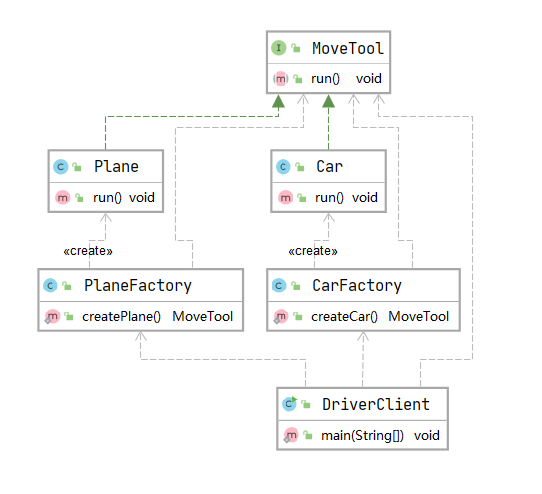 I MoveTool
m run() void
C Plane
m run() void
C Car
m run() void
«create»
«create»
C PlaneFactory
m createPlane() MoveTool
C CarFactory
m createCar() MoveTool
C DriverClient
m main(String[]) void